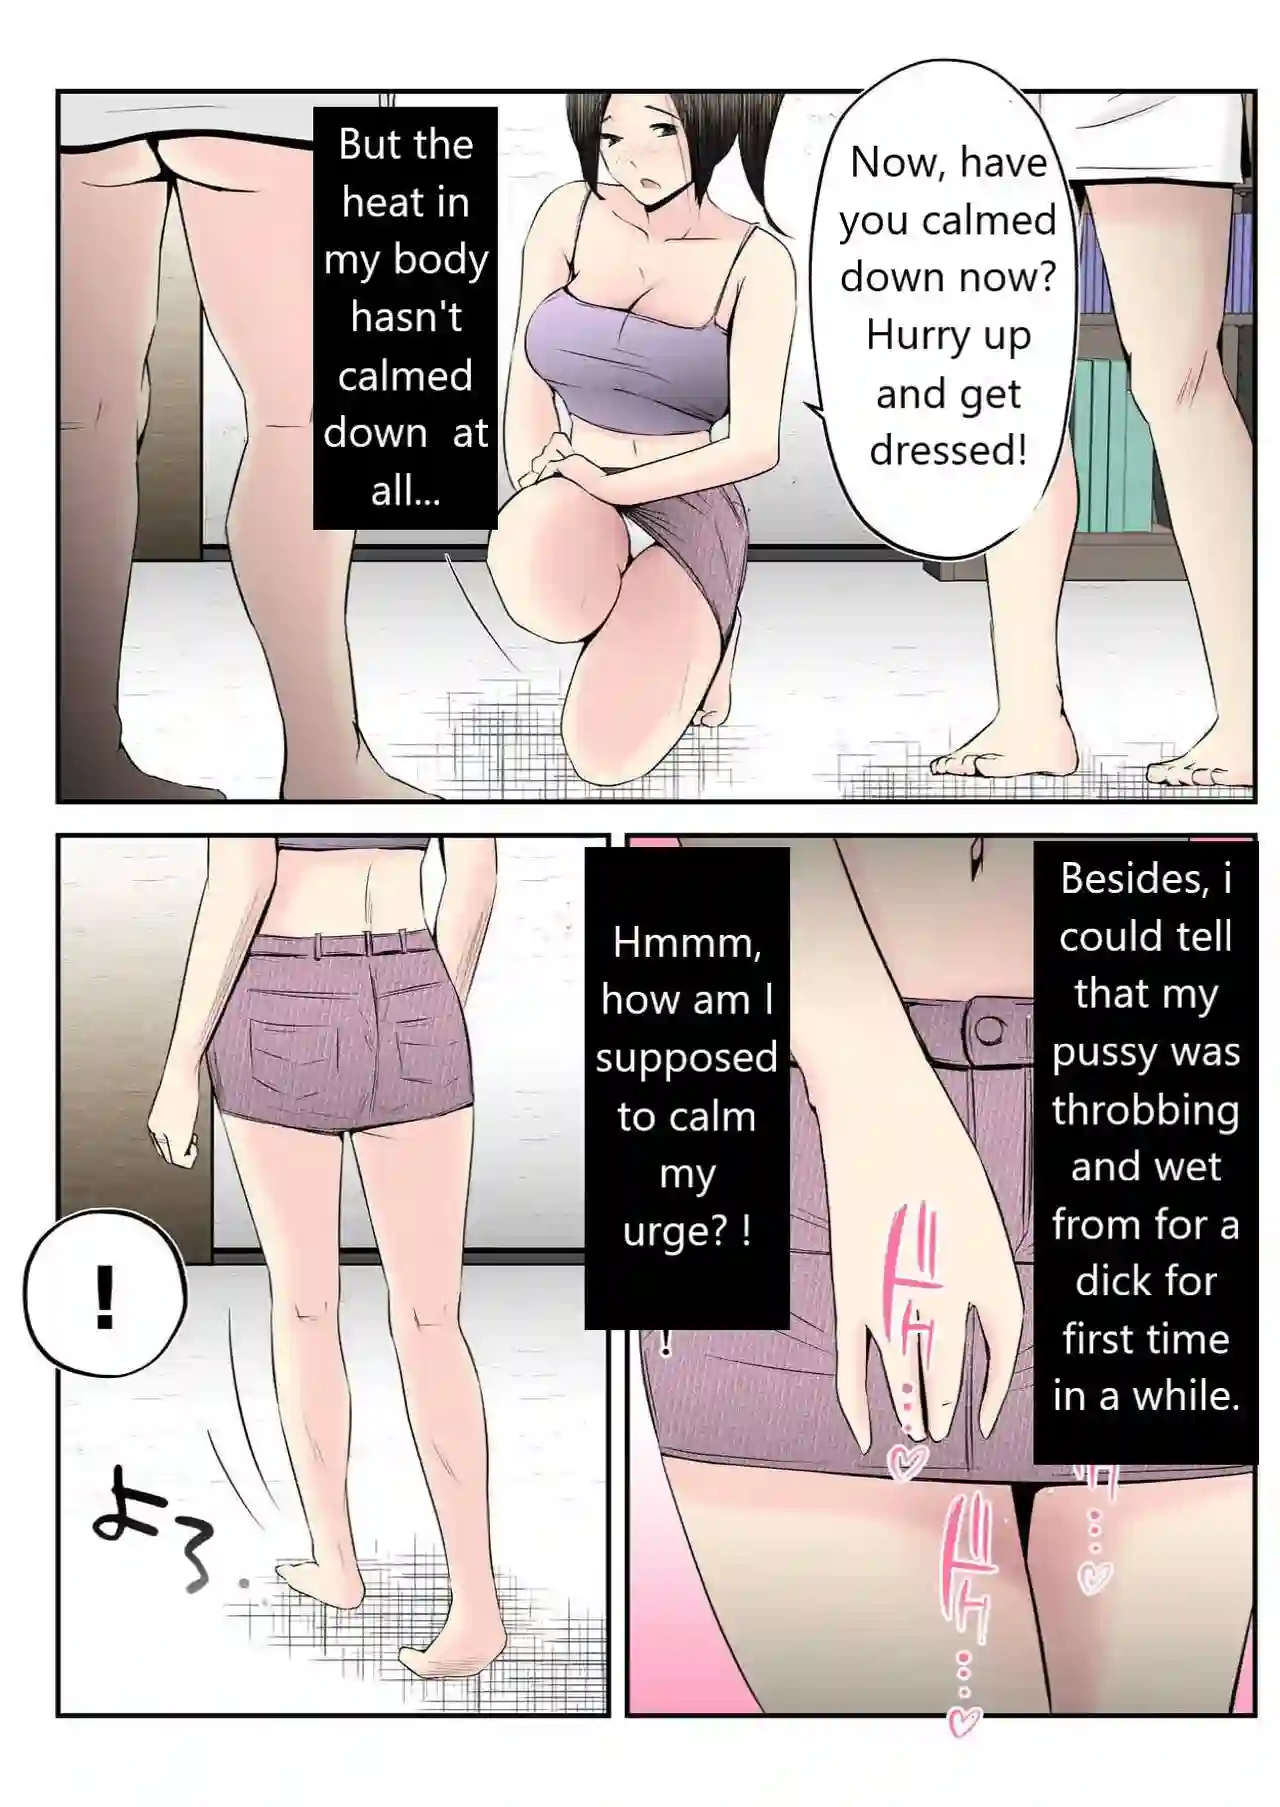 But the
heat in
my body
hasn't
calmed
down at
all...
Now, have
you calmed
down now?
Hurry up
and get
dressed!
!
よろ
Hmmm,
how am I
supposed
to calm
my
urge? !
!
Besides, i
could tell
that my
pussy was
throbbing
and wet
from for a
dick for
first time
in a while.